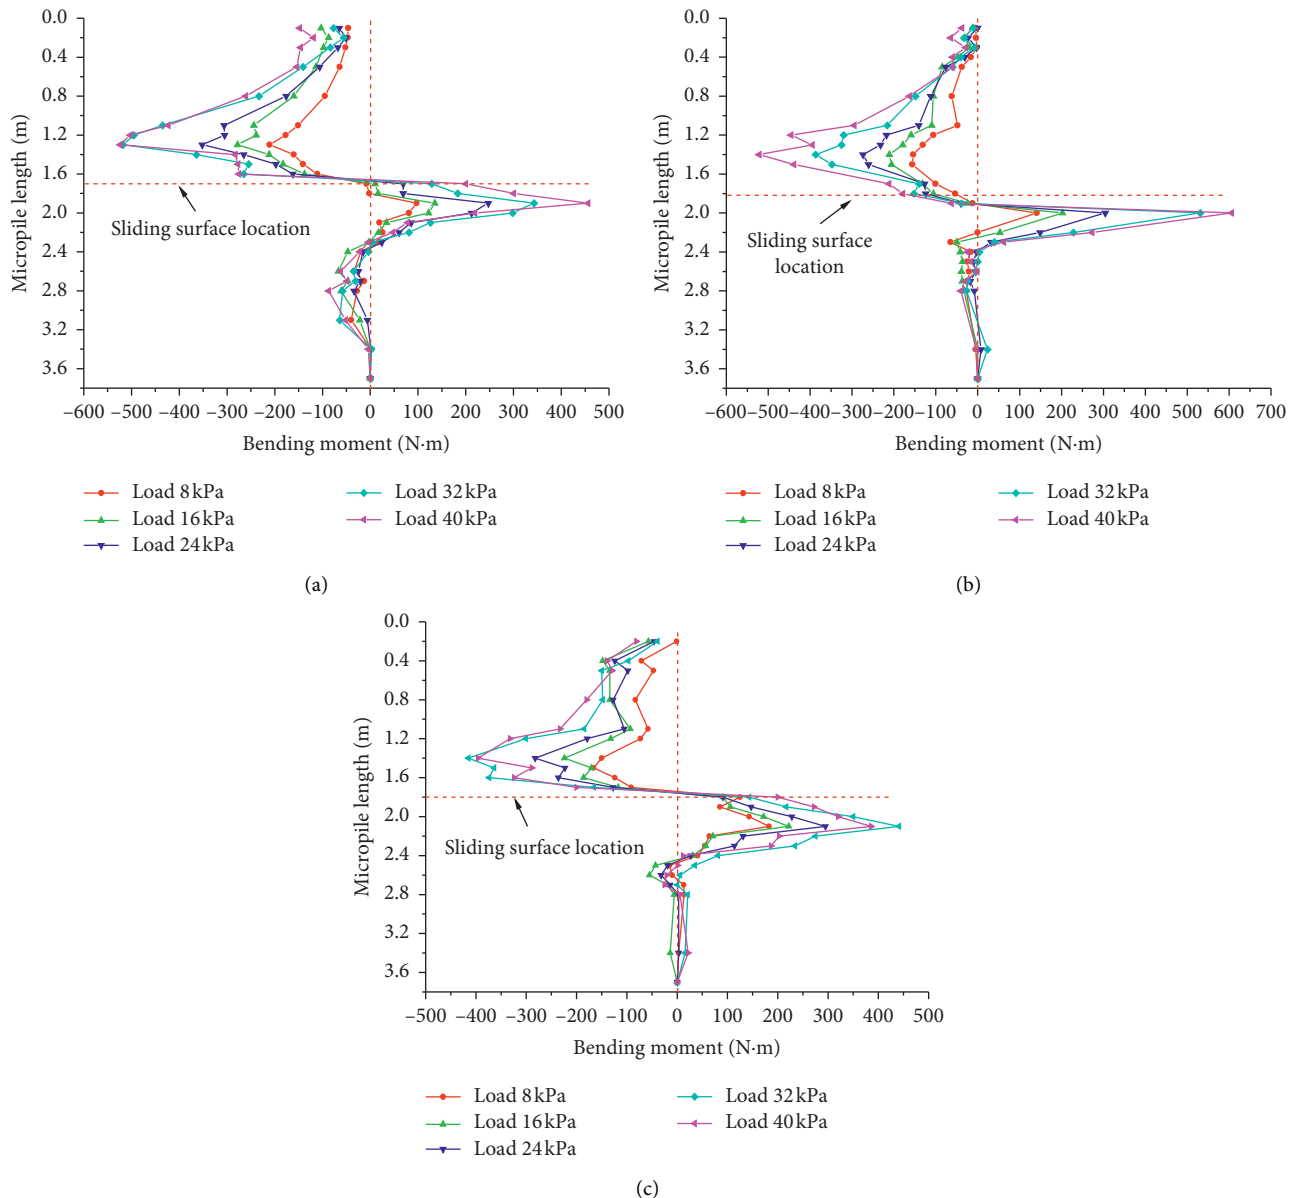 0.0
0.4
0.8
1.2
1.6
2.0
2.4
2.8
3.2
3.6
Micropile length (m)
Sliding surface location
−600 −500 −400 −300 −200 −100 0 100 200 300 400 500
Bending moment (N·m)
Load 8 kPa
Load 16 kPa
Load 24 kPa
Load 32 kPa
Load 40 kPa
(a)
0.0
0.4
0.8
1.2
1.6
2.0
2.4
2.8
3.2
3.6
Micropile length (m)
Sliding surface
location
−600 −500 −400 −300 −200 −100 0 100 200 300 400 500 600 700
Bending moment (N·m)
Load 8 kPa
Load 16 kPa
Load 24 kPa
Load 32 kPa
Load 40 kPa
(b)
0.0
0.4
0.8
1.2
1.6
2.0
2.4
2.8
3.2
3.6
Micropile length (m)
Sliding surface location
−500 −400 −300 −200 −100 0 100 200 300 400 500
Bending moment (N·m)
Load 8 kPa
Load 16 kPa
Load 24 kPa
Load 32 kPa
Load 40 kPa
(c)